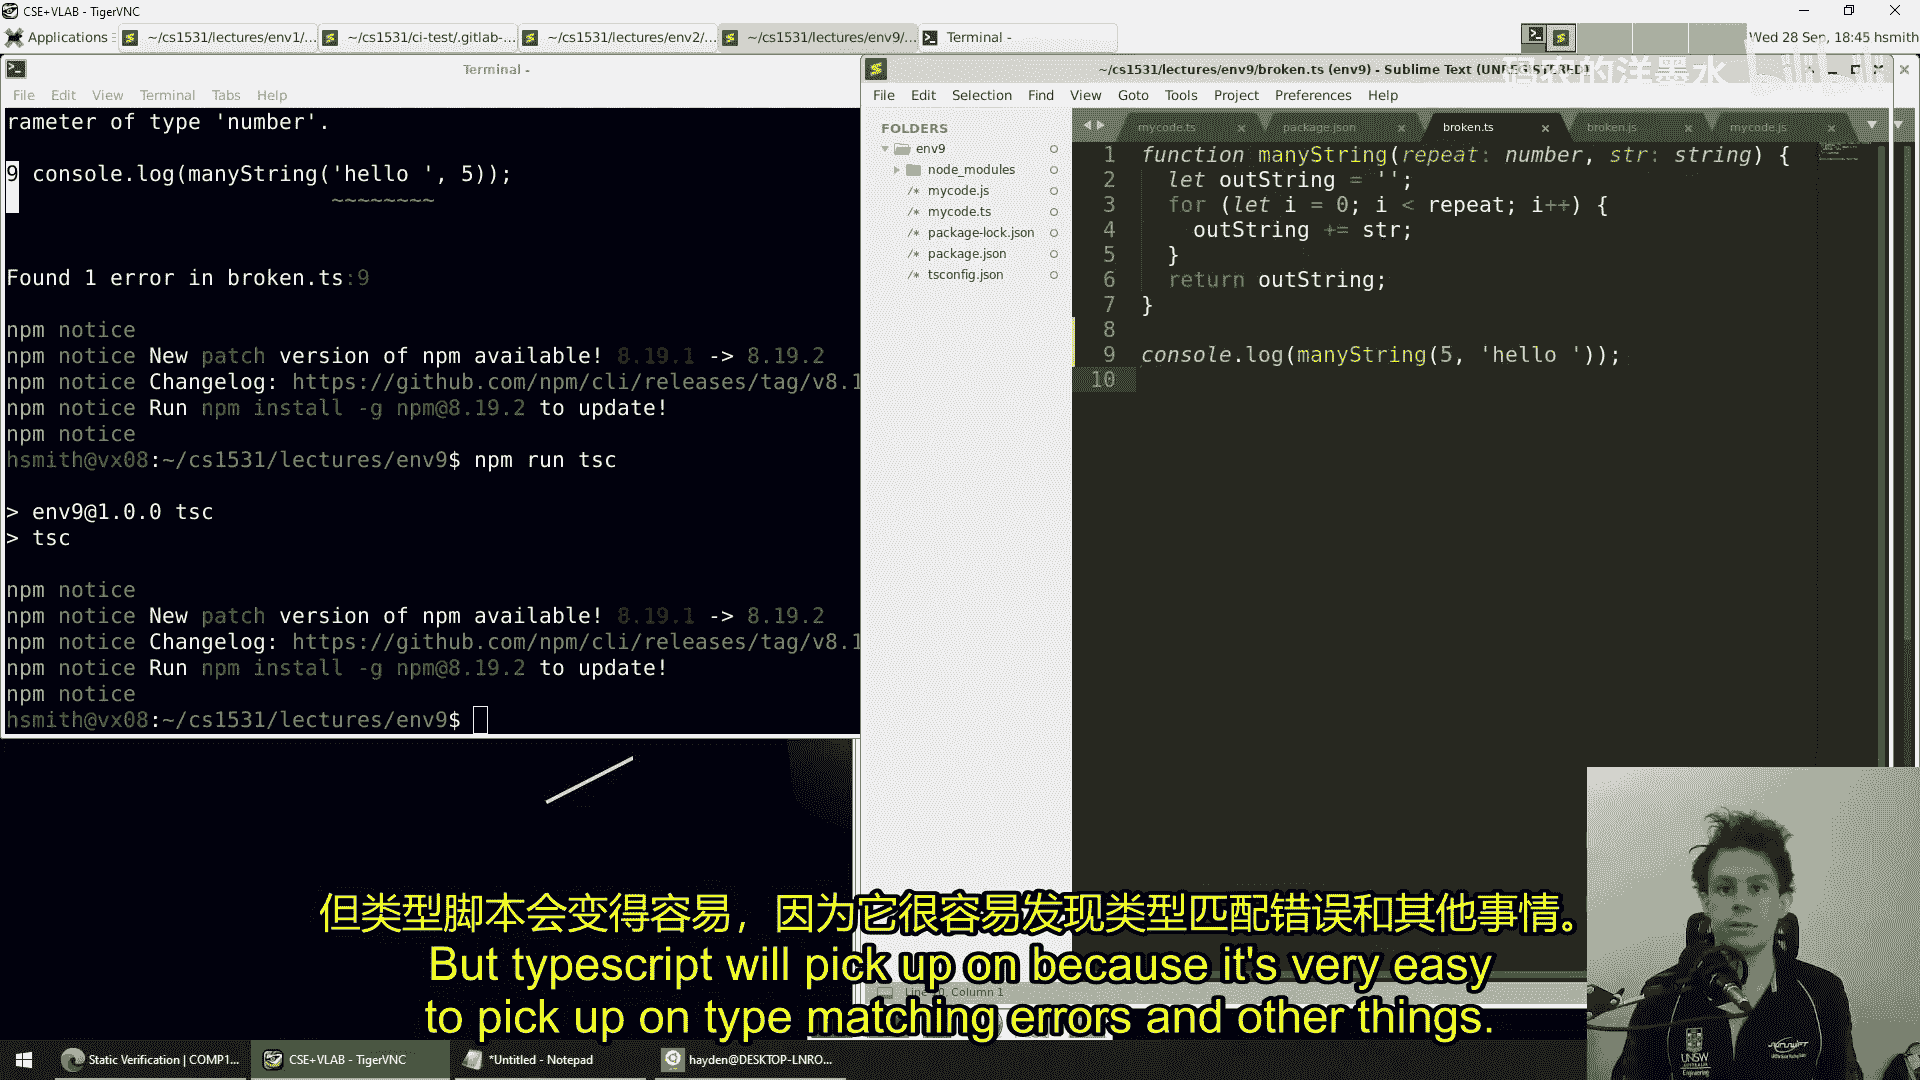 CSE+VLAB - TigerVNC
Applications
~/cs1531/lectures/env1/...
~/cs1531/ci-test/.gitlab-...
~/cs1531/lectures/env2/...
~/cs1531/lectures/env9/...
Terminal -
Wed 28 Sep, 18:45 hsmith
码农的洋墨水
bilibili
Terminal -
File Edit View Terminal Tabs Help
rameter of type 'number'.
9 console.log(manyString('hello ', 5));
~~~~~~~~
Found 1 error in broken.ts:9
npm notice
npm notice New patch version of npm available! 8.19.1 -> 8.19.2
npm notice Changelog: https://github.com/npm/cli/releases/tag/v8.1
npm notice Run npm install -g npm@8.19.2 to update!
npm notice
hsmith@vx08:~/cs1531/lectures/env9$ npm run tsc
> env9@1.0.0 tsc
> tsc
npm notice
npm notice New patch version of npm available! 8.19.1 -> 8.19.2
npm notice Changelog: https://github.com/npm/cli/releases/tag/v8.1
npm notice Run npm install -g npm@8.19.2 to update!
npm notice
hsmith@vx08:~/cs1531/lectures/env9$
~/cs1531/lectures/env9/broken.ts (env9) - Sublime Text (UNREGISTERED)
File Edit Selection Find View Goto Tools Project Preferences Help
FOLDERS
env9
node_modules
/* mycode.js
/* mycode.ts
/* package-lock.json
/* package.json
/* tsconfig.json
mycode.ts package.json broken.ts broken.js mycode.js
1 function manyString(repeat: number, str: string) {
2 let outString = '';
3 for (let i = 0; i < repeat; i++) {
4 outString += str;
5 }
6 return outString;
7 }
8
9 console.log(manyString(5, 'hello '));
10
Column 1
但类型脚本会变得容易，因为它很容易发现类型匹配错误和其他事情。
But typescript will pick up on because it's very easy
to pick up on type matching errors and other things.
UNSW
Engineering
Static Verification | COMP1...
CSE+VLAB - TigerVNC
*Untitled - Notepad
hayden@DESKTOP-LNRO...